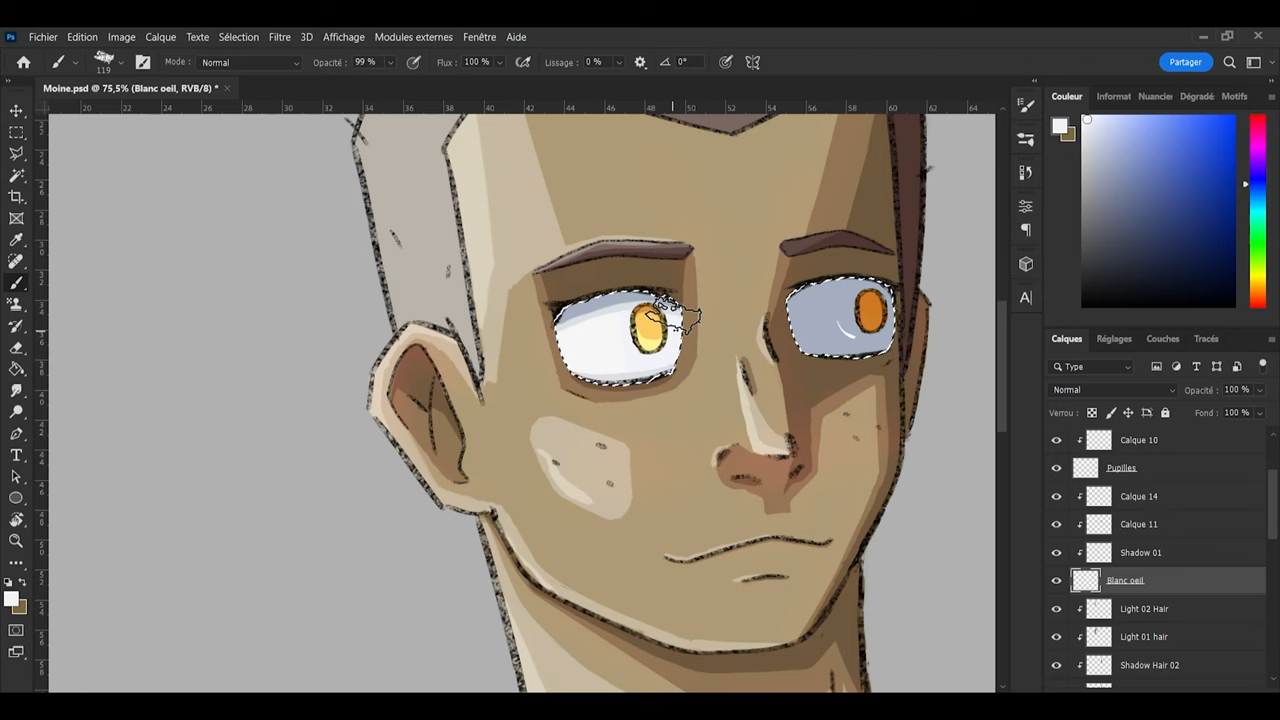 Ps Fichier Edition Image Calque Texte Sélection Filtre 3D Affichage Modules externes Fenêtre Aide
119 Mode : Normal Opacité : 99 % Flux : 100 % Lissage : 0 % 0° Partager
Moine.psd @ 75,5% (Blanc oeil, RVB/8) * ×
20 22 24 26 28 30 32 34 36 38 40 42 44 46 48 50 52 54 56 58 60 62 64
Couleur Informat Nuancier Dégradé Motifs
Calques Réglages Couches Tracés
Type
Normal Opacité : 100 %
Verrou : Fond : 100 %
Calque 10
Pupilles
Calque 14
Calque 11
Shadow 01
Blanc oeil
Light 02 Hair
Light 01 hair
Shadow Hair 02